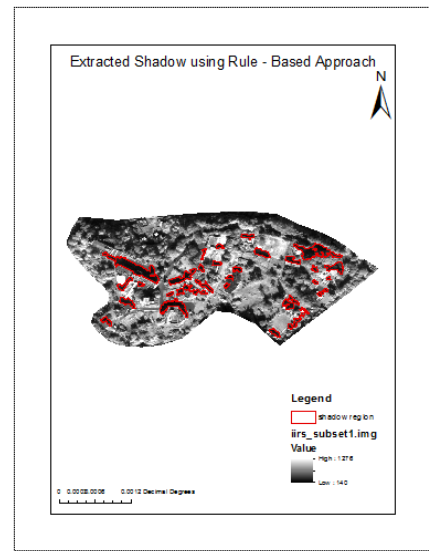 Extracted Shadow using Rule - Based Approach
N
Legend
shadow region
iirs_subset1.img
Value
High : 1276
Low : 140
0 0.0003 0.0006 0.0012 Decimal Degrees